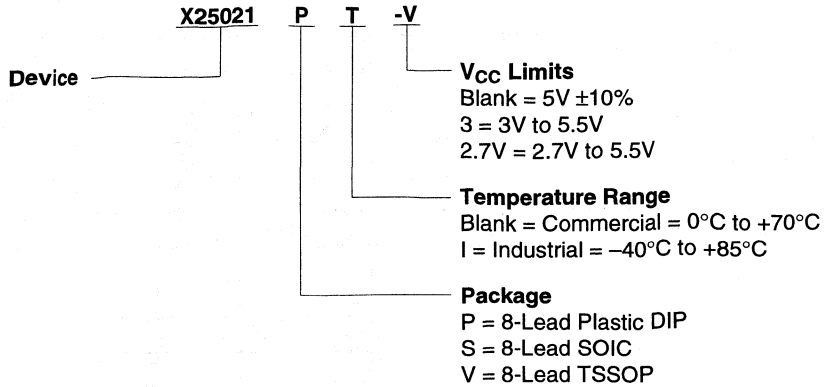 X25021 P T -V
Device
VCC Limits
Blank = 5V ±10%
3 = 3V to 5.5V
2.7V = 2.7V to 5.5V
Temperature Range
Blank = Commercial = 0°C to +70°C
I = Industrial = –40°C to +85°C
Package
P = 8-Lead Plastic DIP
S = 8-Lead SOIC
V = 8-Lead TSSOP